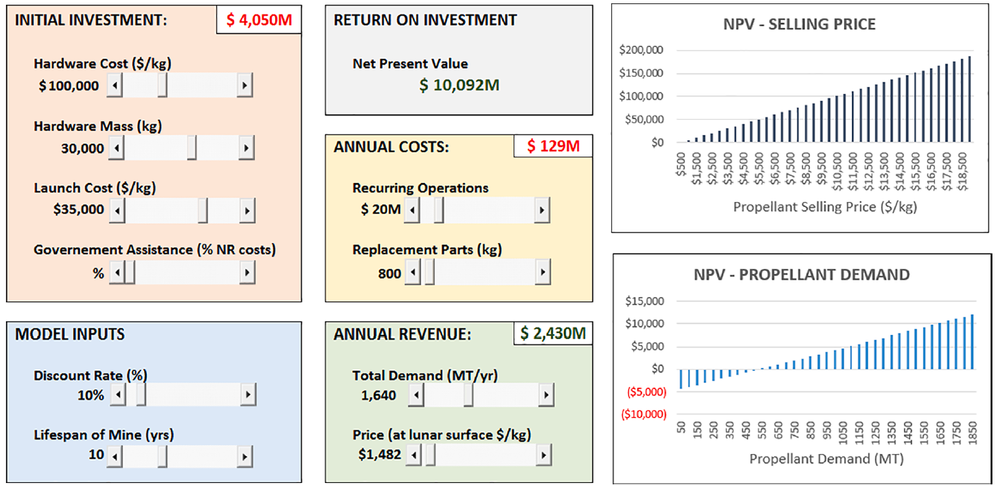 INITIAL INVESTMENT: $ 4,050M
Hardware Cost ($/kg)
$100,000
Hardware Mass (kg)
30,000
Launch Cost ($/kg)
$35,000
Governement Assistance (% NR costs)
%
MODEL INPUTS
Discount Rate (%)
10%
Lifespan of Mine (yrs)
10
RETURN ON INVESTMENT
Net Present Value
$ 10,092M
ANNUAL COSTS: $ 129M
Recurring Operations
$ 20M
Replacement Parts (kg)
800
ANNUAL REVENUE: $ 2,430M
Total Demand (MT/yr)
1,640
Price (at lunar surface $/kg)
$1,482
NPV - SELLING PRICE
$200,000
$150,000
$100,000
$50,000
$0
$500
$1,500
$2,500
$3,500
$4,500
$5,500
$6,500
$7,500
$8,500
$9,500
$10,500
$11,500
$12,500
$13,500
$14,500
$15,500
$16,500
$17,500
$18,500
Propellant Selling Price ($/kg)
NPV - PROPELLANT DEMAND
$15,000
$10,000
$5,000
$0
($5,000)
($10,000)
50
150
250
350
450
550
650
750
850
950
1050
1150
1250
1350
1450
1550
1650
1750
1850
Propellant Demand (MT)